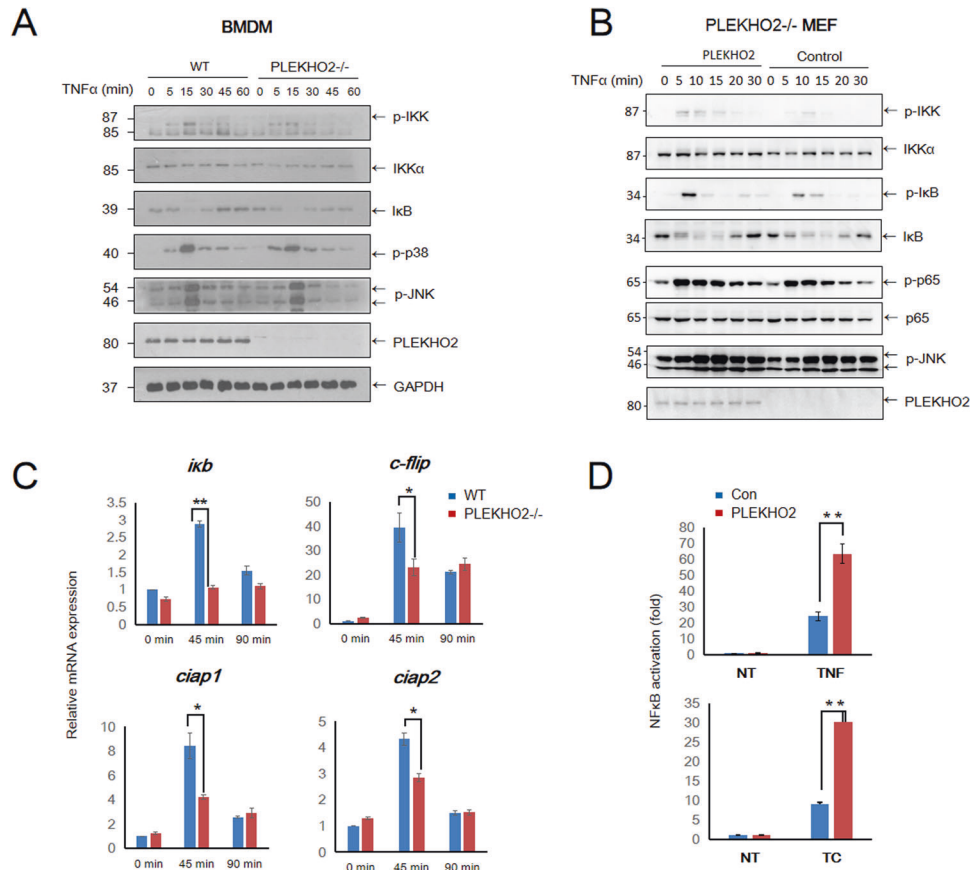 A
BMDM
WT PLEKHO2-/-
TNFα (min) 0 5 15 30 45 60 0 5 15 30 45 60
87
85
p-IKK
85
IKKα
39
IκB
40
p-p38
54
46
p-JNK
80
PLEKHO2
37
GAPDH
B
PLEKHO2-/- MEF
PLEKHO2 Control
TNFα (min) 0 5 10 15 20 30 0 5 10 15 20 30
87
p-IKK
87
IKKα
34
p-IκB
34
IκB
65
p-p65
65
p65
54
46
p-JNK
80
PLEKHO2
C
Relative mRNA expression
iκb
3.5
3
2.5
2
1.5
1
0.5
0
**
0 min 45 min 90 min
c-flip
50
40
30
20
10
0
*
WT
PLEKHO2-/-
0 min 45 min 90 min
ciap1
10
8
6
4
2
0
*
0 min 45 min 90 min
ciap2
5
4
3
2
1
0
*
0 min 45 min 90 min
D
Con
PLEKHO2
NFκB activation (fold)
80
70
60
50
40
30
20
10
0
**
NT TNF
35
30
25
20
15
10
5
0
**
NT TC